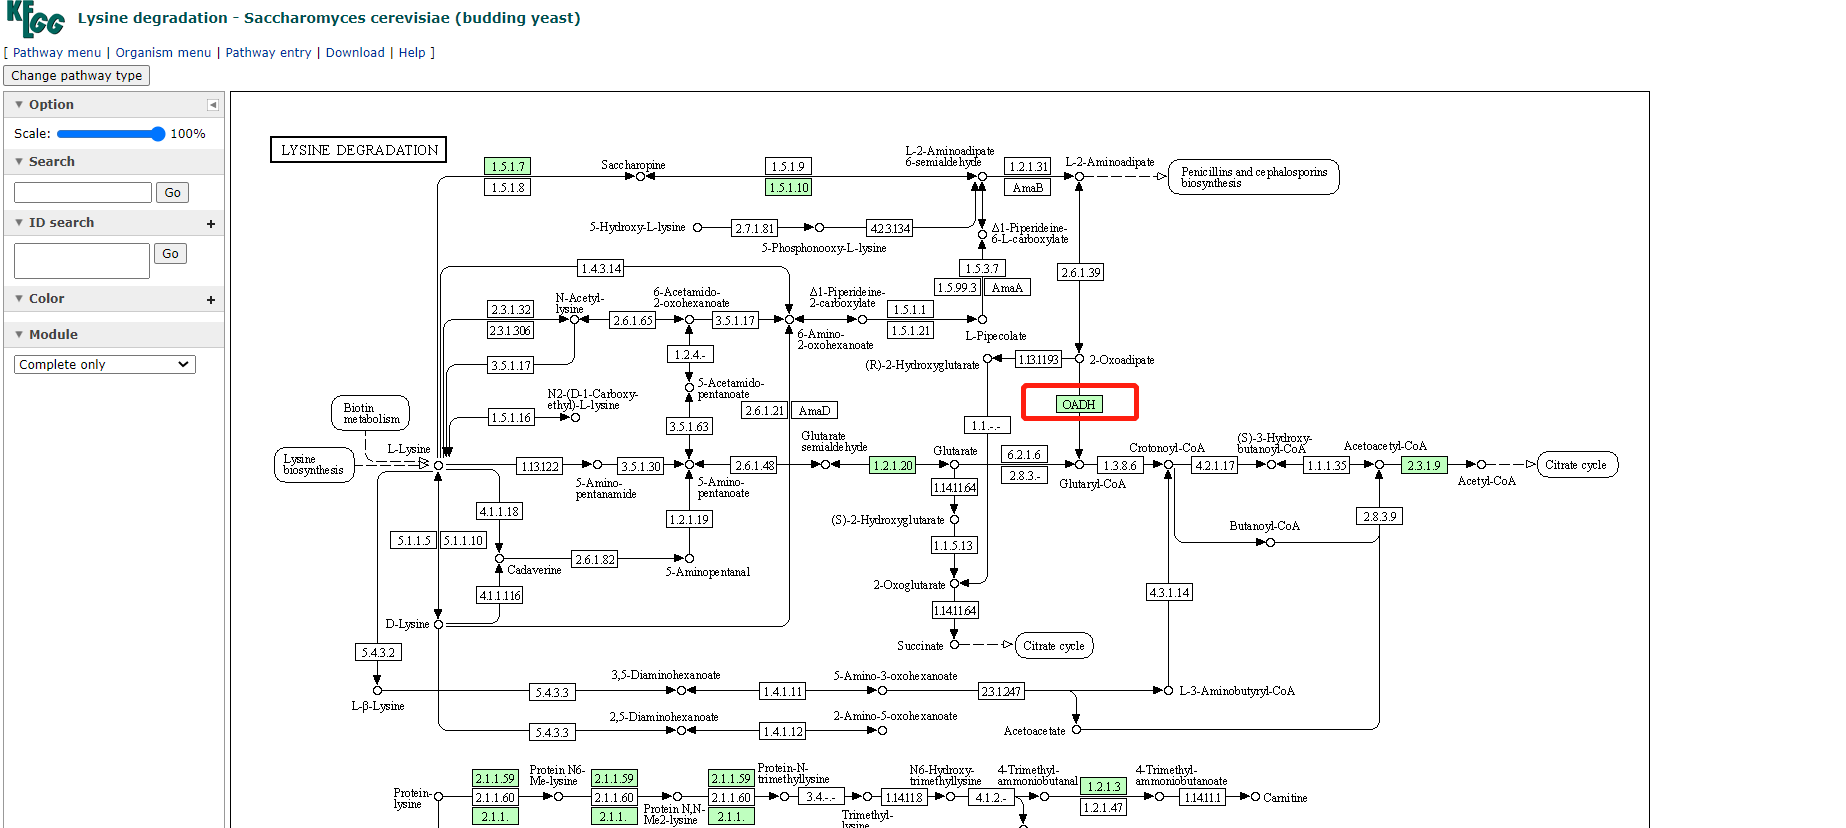 KEGG
Lysine degradation - Saccharomyces cerevisiae (budding yeast)
[ Pathway menu | Organism menu | Pathway entry | Download | Help ]
Change pathway type
Option
Scale: 100%
Search
Go
ID search +
Go
Color +
Module
Complete only
LYSINE DEGRADATION
1.5.1.7
1.5.1.8
Saccharopine
1.5.1.9
1.5.1.10
L-2-Aminoadipate
6-semialdehyde
1.2.1.31
AmaB
L-2-Aminoadipate
Penicillins and cephalosporins
biosynthesis
5-Hydroxy-L-lysine
2.7.1.81
5-Phosphonooxy-L-lysine
4.2.3.134
Δ1-Piperideine-
6-L-carboxylate
1.4.3.14
1.5.3.7
1.5.99.3
AmaA
2.6.1.39
2.3.1.32
2.3.1.306
N-Acetyl-
lysine
2.6.1.65
6-Acetamido-
2-oxohexanoate
3.5.1.17
Δ1-Piperideine-
2-carboxylate
6-Amino-
2-oxohexanoate
1.5.1.1
1.5.1.21
L-Pipecolate
3.5.1.17
1.2.4.-
(R)-2-Hydroxyglutarate
1.13.11.93
2-Oxoadipate
5-Acetamido-
pentanoate
N2-(D-1-Carboxy-
ethyl)-L-lysine
1.5.1.16
Biotin
metabolism
3.5.1.63
2.6.1.21
AmaD
OADH
1.1.-.-
Lysine
biosynthesis
L-Lysine
1.13.12.2
5-Amino-
pentanamide
3.5.1.30
5-Amino-
pentanoate
2.6.1.48
Glutarate
semialdehyde
1.2.1.20
Glutarate
6.2.1.6
2.8.3.-
Glutaryl-CoA
1.3.8.6
Crotonoyl-CoA
4.2.1.17
(S)-3-Hydroxy-
butanoyl-CoA
1.1.1.35
Acetoacetyl-CoA
2.3.1.9
Acetyl-CoA
Citrate cycle
1.14.11.64
4.1.1.18
1.2.1.19
(S)-2-Hydroxyglutarate
2.8.3.9
Butanoyl-CoA
5.1.1.5
5.1.1.10
1.1.5.13
2.6.1.82
Cadaverine
5-Aminopentanal
2-Oxoglutarate
4.1.1.116
4.3.1.14
1.14.11.64
D-Lysine
Succinate
Citrate cycle
5.4.3.2
L-β-Lysine
5.4.3.3
3,5-Diaminohexanoate
1.4.1.11
5-Amino-3-oxohexanoate
2.3.1.247
L-3-Aminobutyryl-CoA
5.4.3.3
2,5-Diaminohexanoate
1.4.1.12
2-Amino-5-oxohexanoate
Acetoacetate
Protein-
lysine
2.1.1.59
2.1.1.60
2.1.1.
Protein N6-
Me-lysine
2.1.1.59
2.1.1.60
2.1.1.
Protein N,N-
Me2-lysine
2.1.1.59
2.1.1.60
2.1.1.
Protein-N-
trimethyllysine
3.4.-.-
Trimethyl-
lysine
1.14.11.8
N6-Hydroxy-
trimethyllysine
4.1.2.-
4-Trimethyl-
ammoniobutanal
1.2.1.3
1.2.1.47
4-Trimethyl-
ammoniobutanoate
1.14.11.1
Carnitine